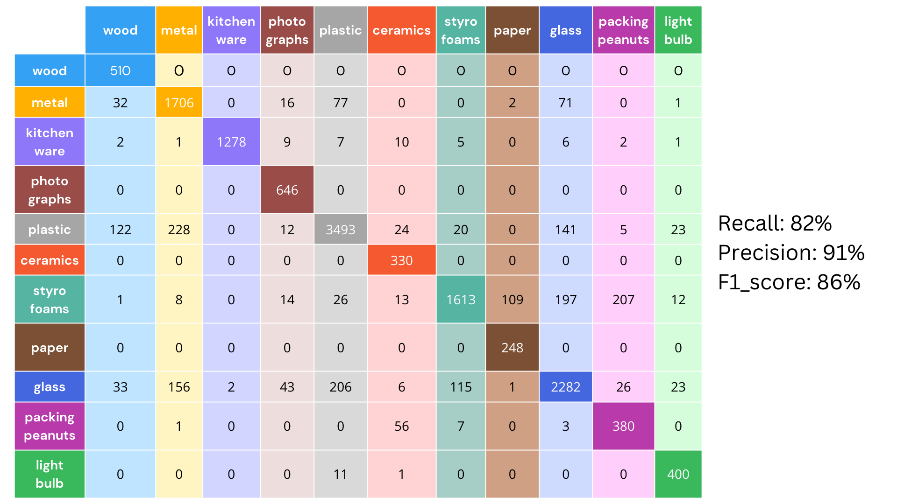 wood metal kitchen ware photo graphs plastic ceramics styro foams paper glass packing peanuts light bulb
wood 510 0 0 0 0 0 0 0 0 0 0
metal 32 1706 0 16 77 0 0 2 71 0 1
kitchen ware 2 1 1278 9 7 10 5 0 6 2 1
photo graphs 0 0 0 646 0 0 0 0 0 0 0
plastic 122 228 0 12 3493 24 20 0 141 5 23
ceramics 0 0 0 0 0 330 0 0 0 0 0
styro foams 1 8 0 14 26 13 1613 109 197 207 12
paper 0 0 0 0 0 0 0 248 0 0 0
glass 33 156 2 43 206 6 115 1 2282 26 23
packing peanuts 0 1 0 0 0 56 7 0 3 380 0
light bulb 0 0 0 0 11 1 0 0 0 0 400
Recall: 82%
Precision: 91%
F1_score: 86%